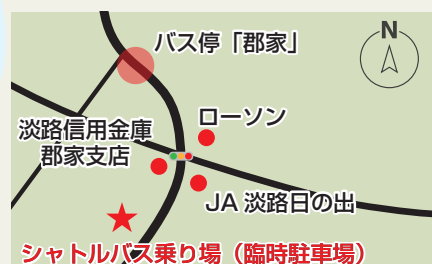 バス停「郡家」
N
ローソン
淡路信用金庫
郡家支店
JA 淡路日の出
シャトルバス乗り場（臨時駐車場）